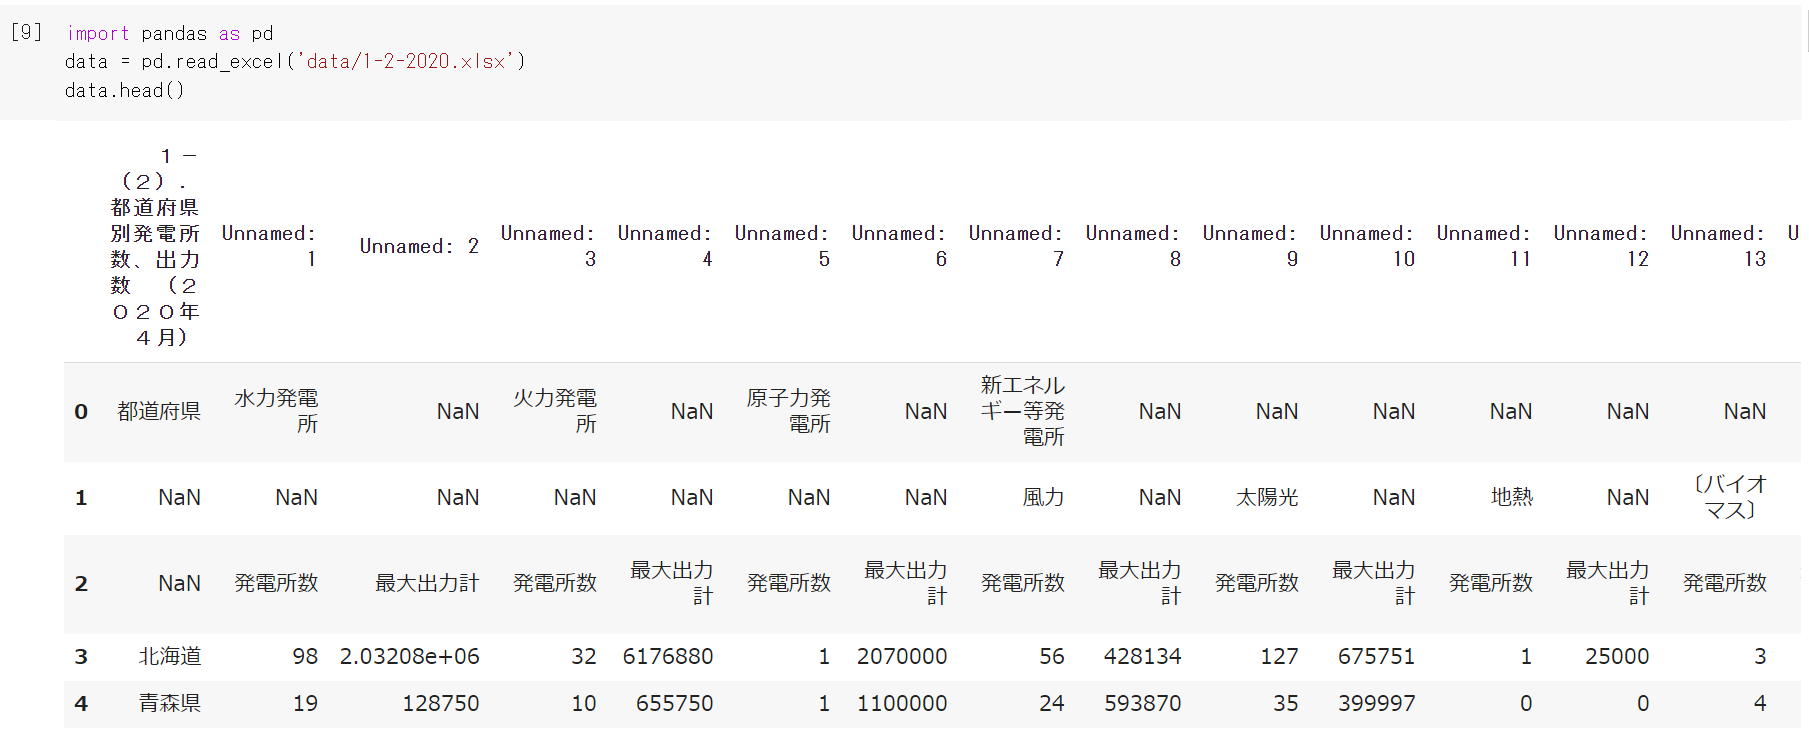 [9] import pandas as pd
data = pd.read_excel('data/1-2-2020.xlsx')
data.head()
１－
（２）．
都道府県
別発電所
数、出力
数　（２
０２０年
４月）
Unnamed: 1 Unnamed: 2 Unnamed: 3 Unnamed: 4 Unnamed: 5 Unnamed: 6 Unnamed: 7 Unnamed: 8 Unnamed: 9 Unnamed: 10 Unnamed: 11 Unnamed: 12 Unnamed: 13 U
0 都道府県 水力発電所 NaN 火力発電所 NaN 原子力発電所 NaN 新エネルギー等発電所 NaN NaN NaN NaN NaN NaN
1 NaN NaN NaN NaN NaN NaN NaN 風力 NaN 太陽光 NaN 地熱 NaN 〔バイオマス〕
2 NaN 発電所数 最大出力計 発電所数 最大出力計 発電所数 最大出力計 発電所数 最大出力計 発電所数 最大出力計 発電所数 最大出力計 発電所数
3 北海道 98 2.03208e+06 32 6176880 1 2070000 56 428134 127 675751 1 25000 3
4 青森県 19 128750 10 655750 1 1100000 24 593870 35 399997 0 0 4